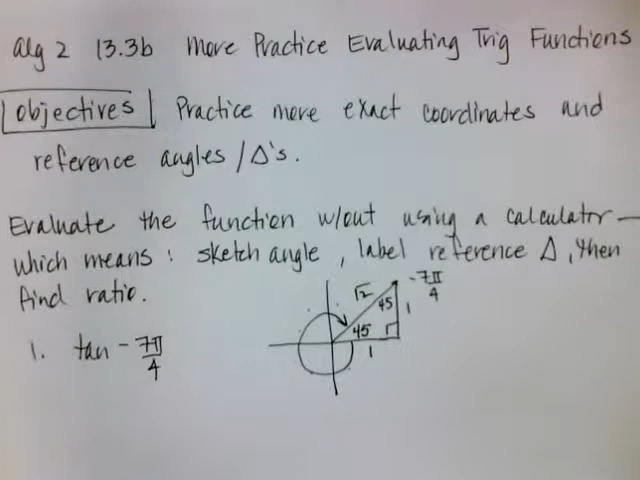 alg 2 13.3b More Practice Evaluating Trig Functions
Objectives Practice more exact coordinates and
reference angles/Δ's.
Evaluate the function w/out using a calculator —
which means: sketch angle, label reference Δ, then
find ratio.
1. tan -7π/4
√2 45 45 1 1 -7π/4